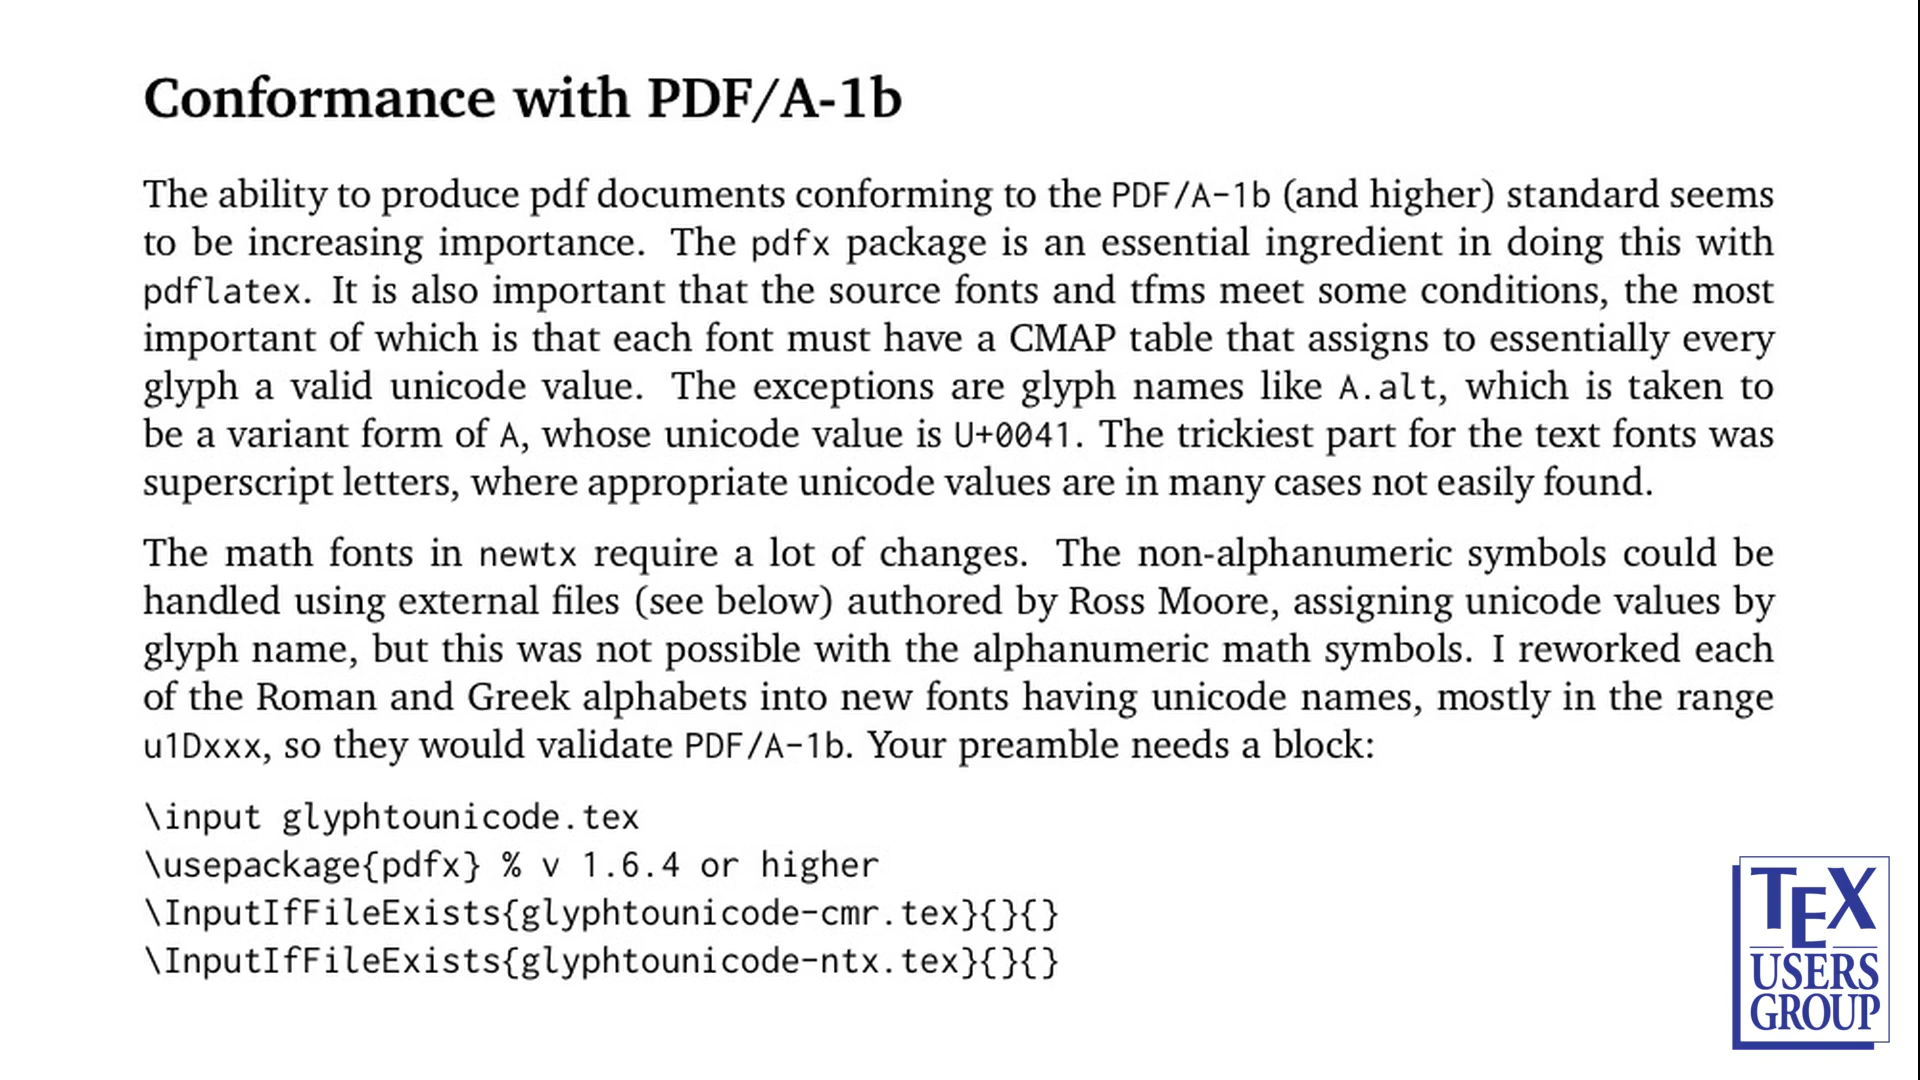 Conformance with PDF/A-1b
The ability to produce pdf documents conforming to the PDF/A-1b (and higher) standard seems
to be increasing importance. The pdfx package is an essential ingredient in doing this with
pdflatex. It is also important that the source fonts and tfms meet some conditions, the most
important of which is that each font must have a CMAP table that assigns to essentially every
glyph a valid unicode value. The exceptions are glyph names like A.alt, which is taken to
be a variant form of A, whose unicode value is U+0041. The trickiest part for the text fonts was
superscript letters, where appropriate unicode values are in many cases not easily found.
The math fonts in newtx require a lot of changes. The non-alphanumeric symbols could be
handled using external files (see below) authored by Ross Moore, assigning unicode values by
glyph name, but this was not possible with the alphanumeric math symbols. I reworked each
of the Roman and Greek alphabets into new fonts having unicode names, mostly in the range
u1Dxxx, so they would validate PDF/A-1b. Your preamble needs a block:
\input glyphtounicode.tex
\usepackage{pdfx} % v 1.6.4 or higher
\InputIfFileExists{glyphtounicode-cmr.tex}{}{}
\InputIfFileExists{glyphtounicode-ntx.tex}{}{}
TEX
USERS
GROUP